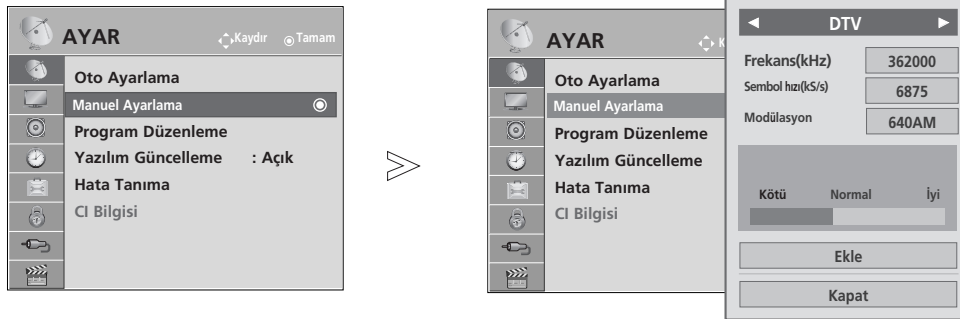 AYAR Kaydır Tamam
Oto Ayarlama
Manuel Ayarlama
Program Düzenleme
Yazılım Güncelleme : Açık
Hata Tanıma
CI Bilgisi
AYAR K
Oto Ayarlama
Manuel Ayarlama
Program Düzenleme
Yazılım Güncelleme
Hata Tanıma
CI Bilgisi
DTV
Frekans(kHz) 362000
Sembol hızı(kS/s) 6875
Modülasyon 640AM
Kötü Normal İyi
Ekle
Kapat